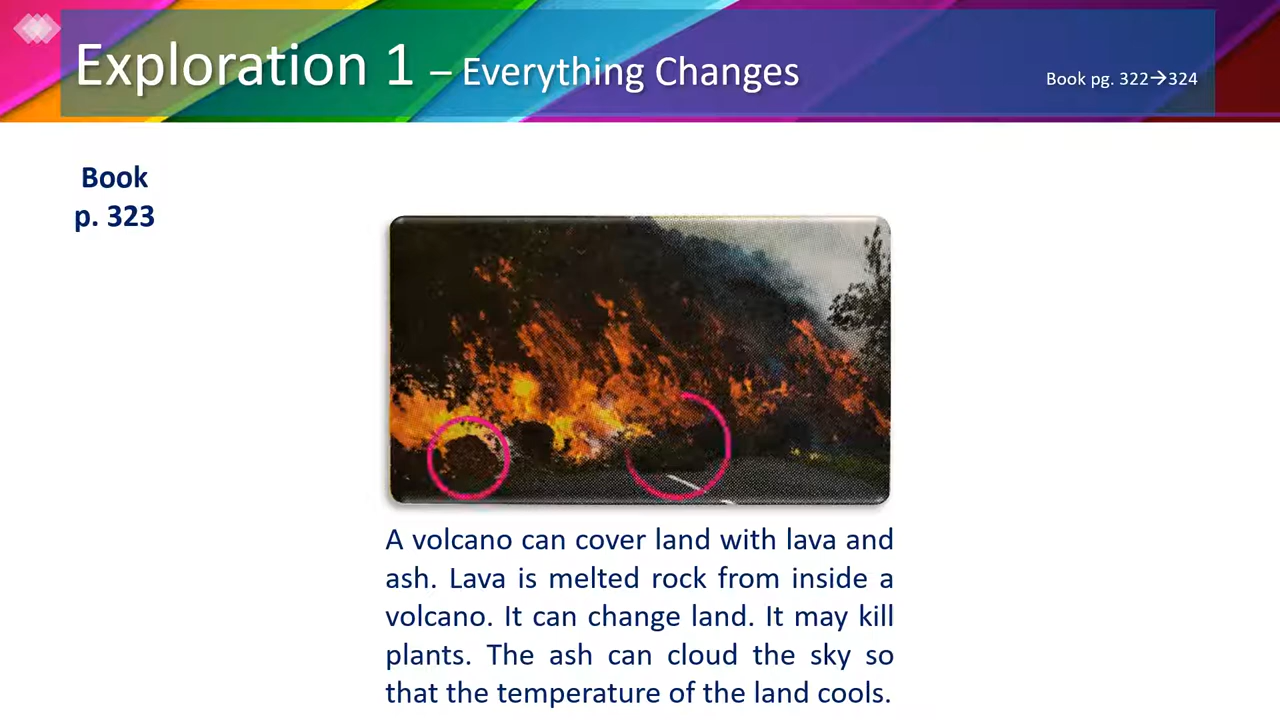 Exploration 1 – Everything Changes
Book pg. 322→324
Book
p. 323
A volcano can cover land with lava and
ash. Lava is melted rock from inside a
volcano. It can change land. It may kill
plants. The ash can cloud the sky so
that the temperature of the land cools.